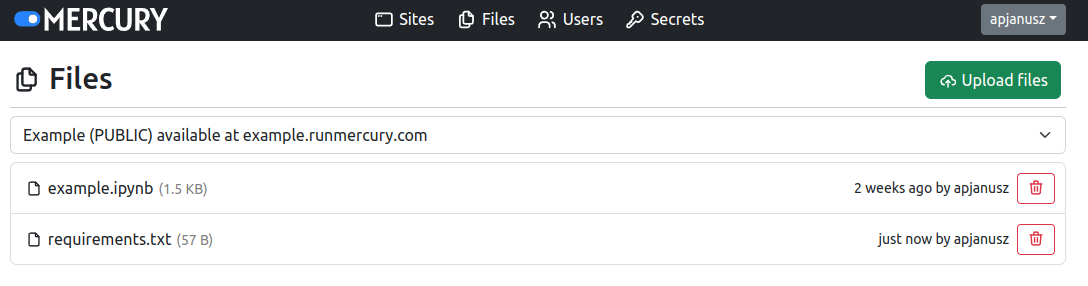 MERCURY Sites Files Users Secrets apjanusz
Files Upload files
Example (PUBLIC) available at example.runmercury.com
example.ipynb (1.5 KB) 2 weeks ago by apjanusz
requirements.txt (57 B) just now by apjanusz